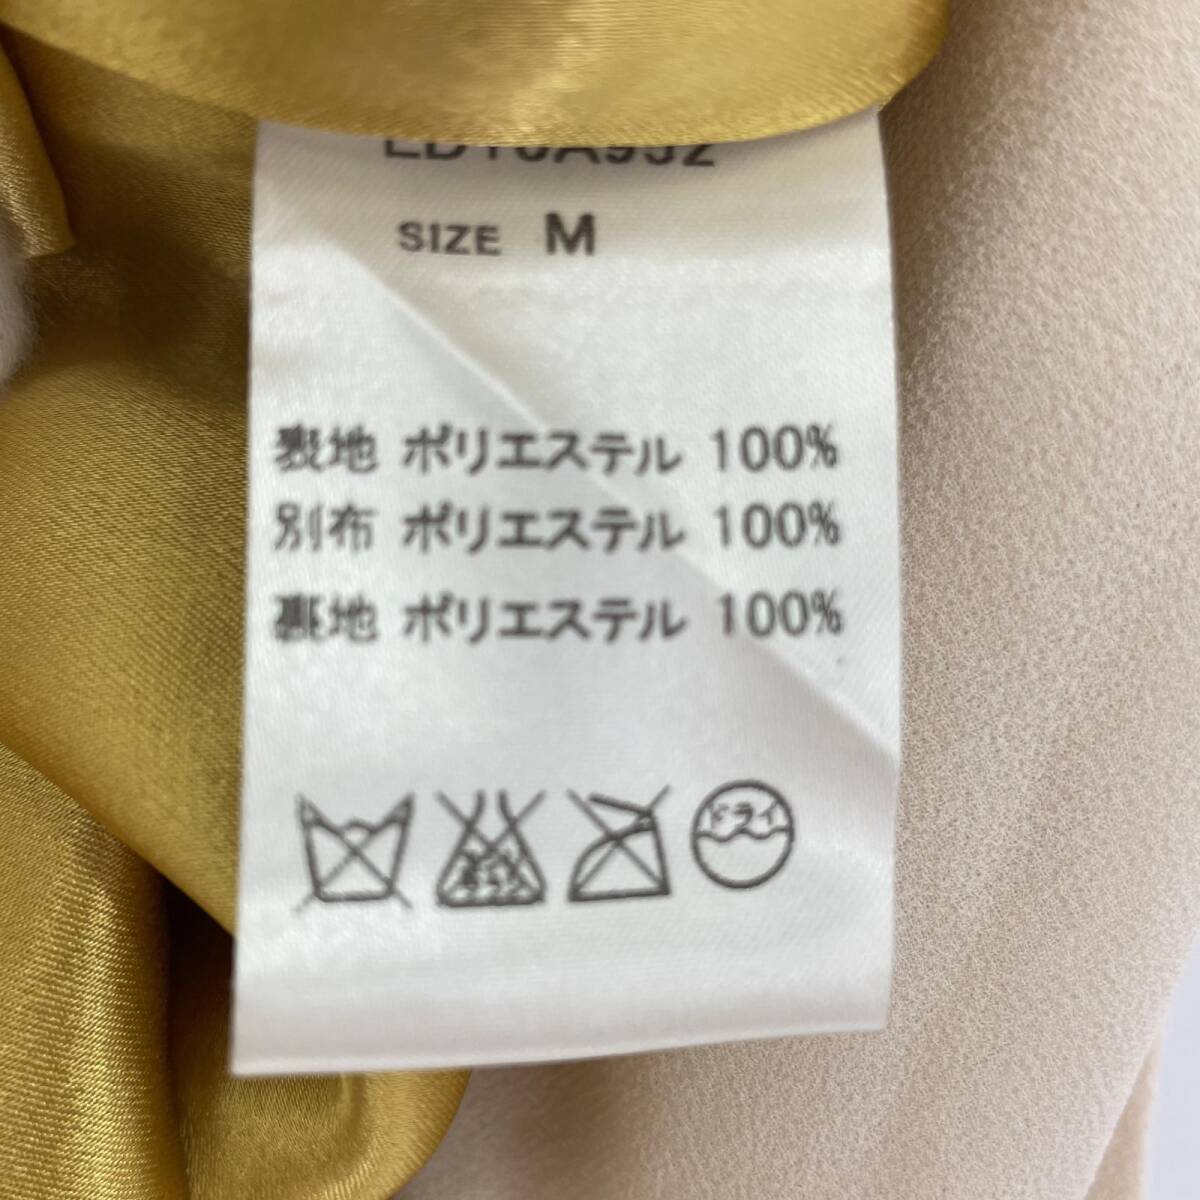 SIZE M
表地 ポリエステル 100%
別布 ポリエステル 100%
裏地 ポリエステル 100%
ドライ